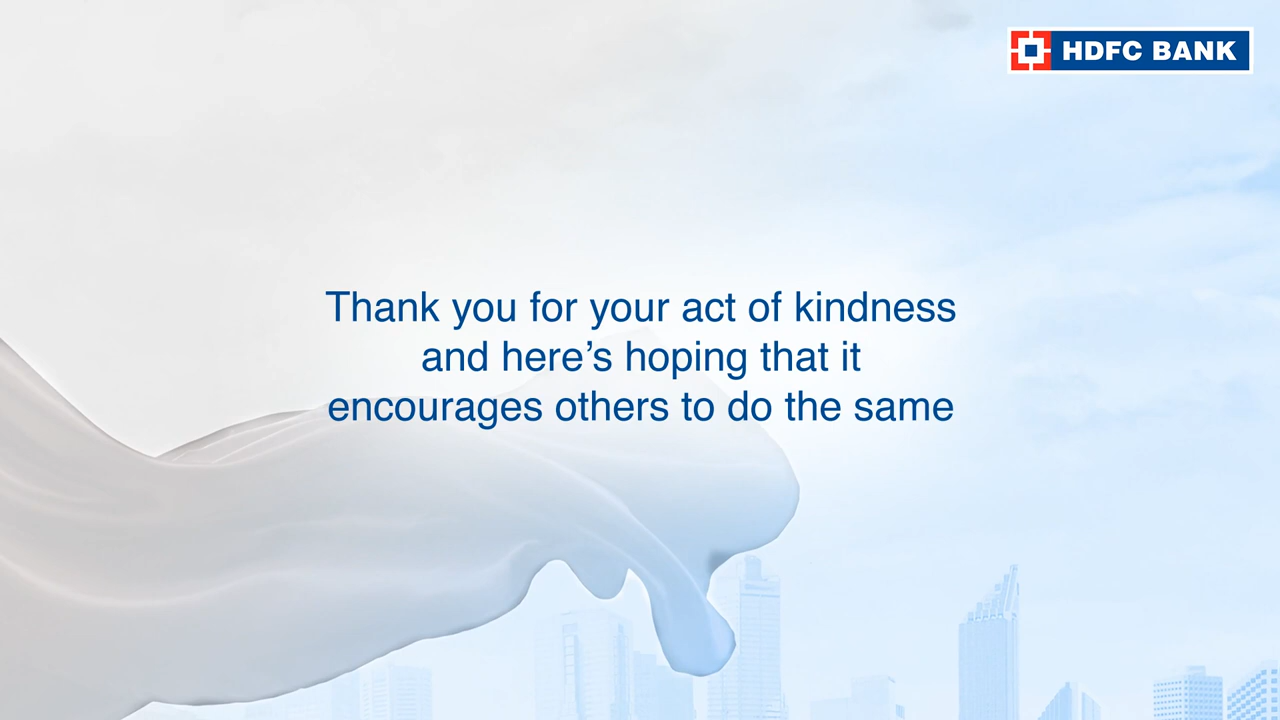 HDFC BANK
Thank you for your act of kindness
and here’s hoping that it
encourages others to do the same